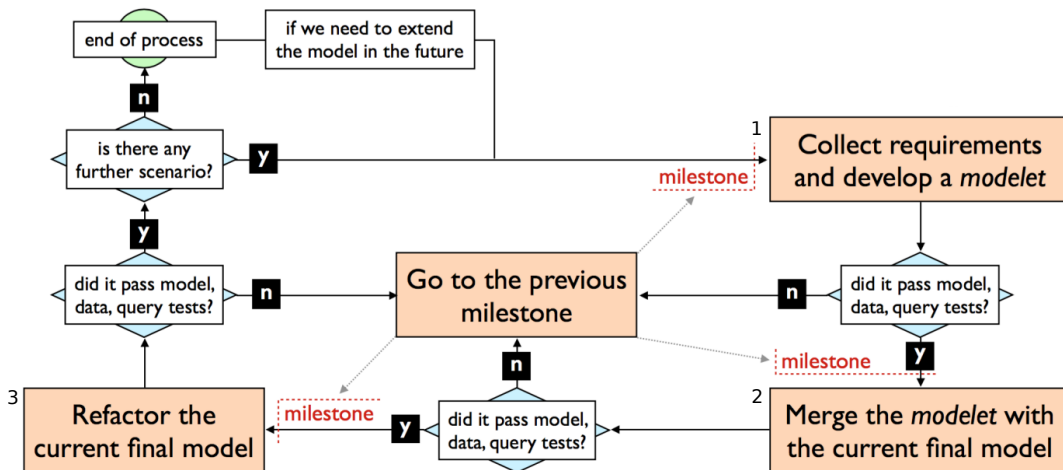 end of process
if we need to extend
the model in the future
n
is there any
further scenario?
y
milestone
1
Collect requirements
and develop a modelet
y
did it pass model,
data, query tests?
n
Go to the previous
milestone
n
did it pass model,
data, query tests?
y
milestone
n
3
Refactor the
current final model
milestone
y
did it pass model,
data, query tests?
2
Merge the modelet with
the current final model